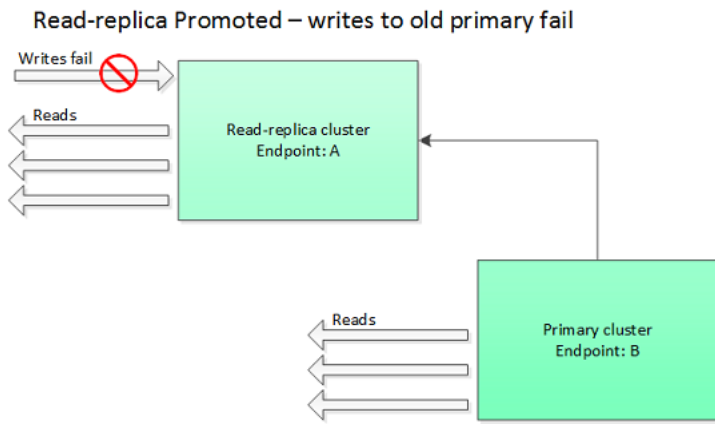 Read-replica Promoted – writes to old primary fail
Writes fail
Reads
Read-replica cluster
Endpoint: A
Reads
Primary cluster
Endpoint: B